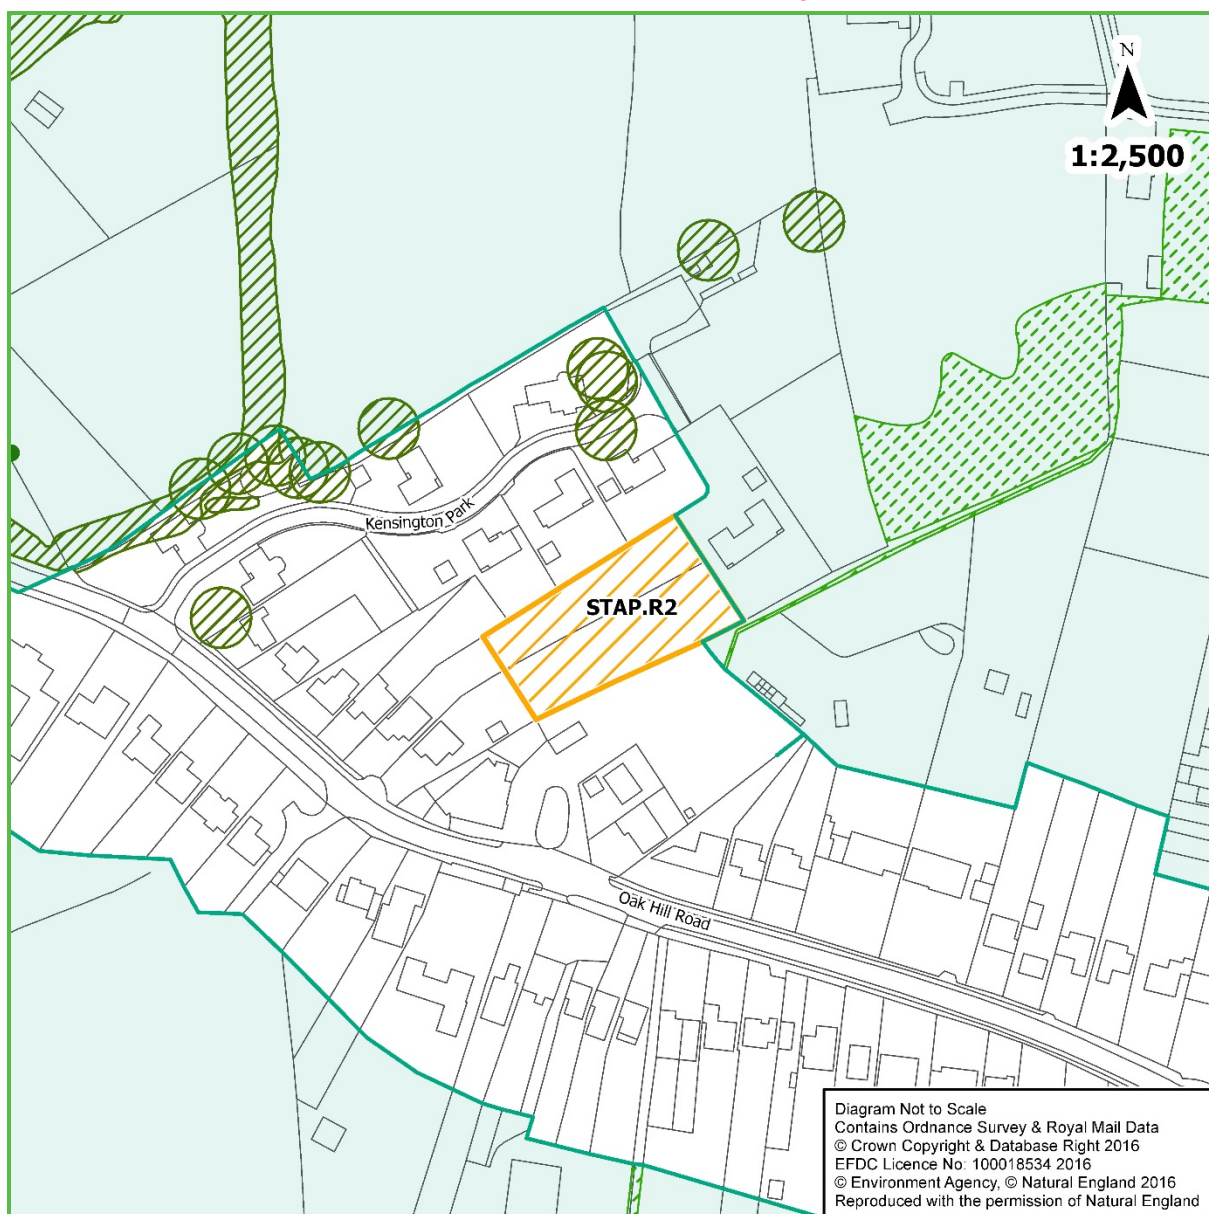 N
1:2,500
Kensington Park
STAP.R2
Oak Hill Road
Diagram Not to Scale
Contains Ordnance Survey & Royal Mail Data
© Crown Copyright & Database Right 2016
EFDC Licence No: 100018534 2016
© Environment Agency, © Natural England 2016
Reproduced with the permission of Natural England